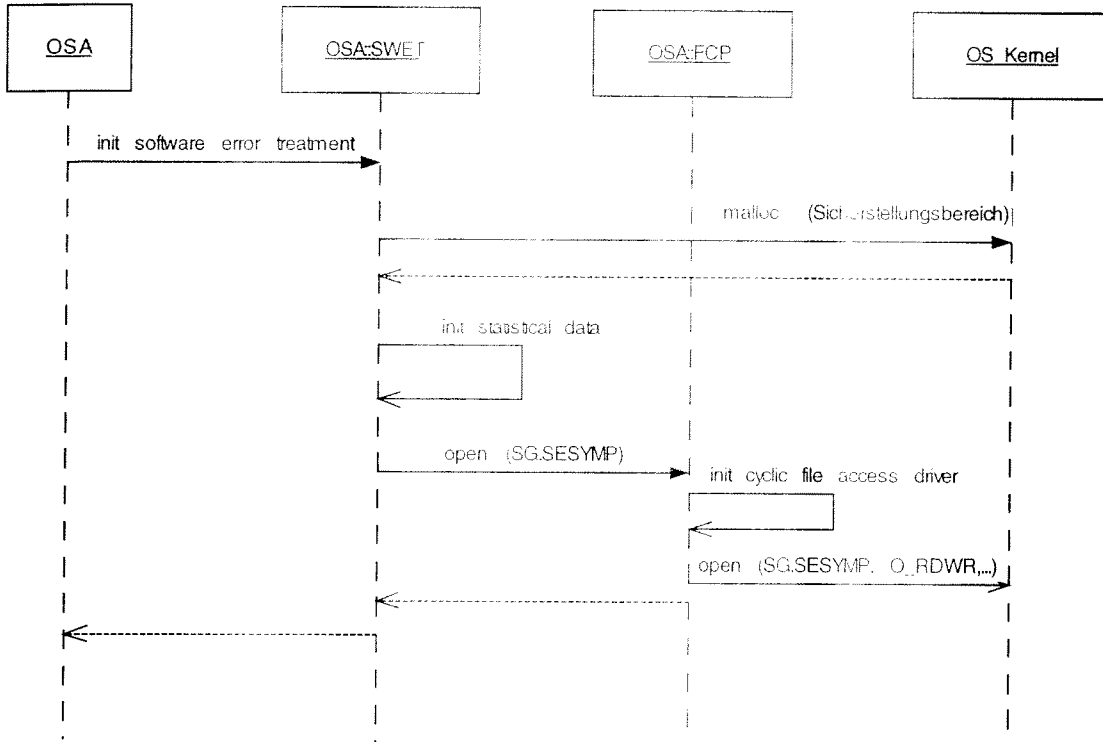 OSA
OSA::SWET
OSA:FCP
OS Kernel
init software error treatment
malloc (Sicherstellungsbereich)
init statistical data
open (SG.SESYMP)
init cyclic file access driver
open (SG.SESYMP. O_RDWR,...)